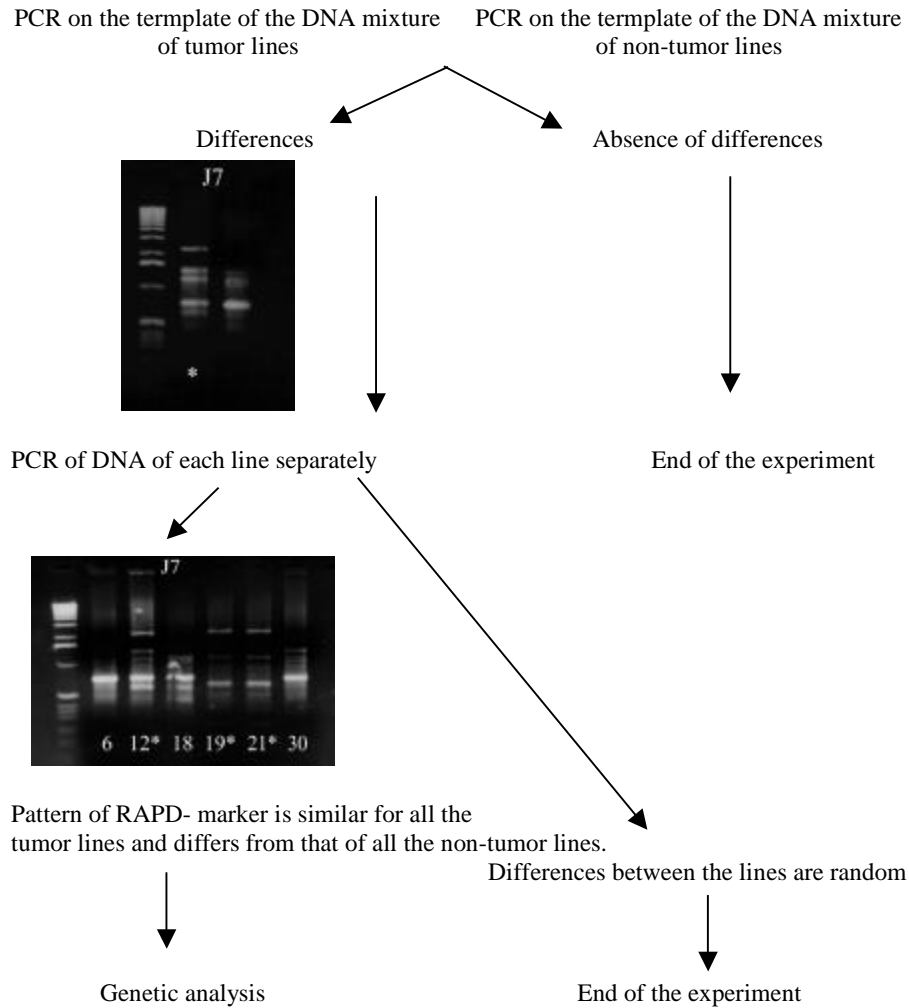 PCR on the termplate of the DNA mixture
of tumor lines
PCR on the termplate of the DNA mixture
of non-tumor lines
Differences
Absence of differences
J7
*
PCR of DNA of each line separately
End of the experiment
J7
6 12* 18 19* 21* 30
Pattern of RAPD- marker is similar for all the
tumor lines and differs from that of all the non-tumor lines.
Differences between the lines are random
Genetic analysis
End of the experiment